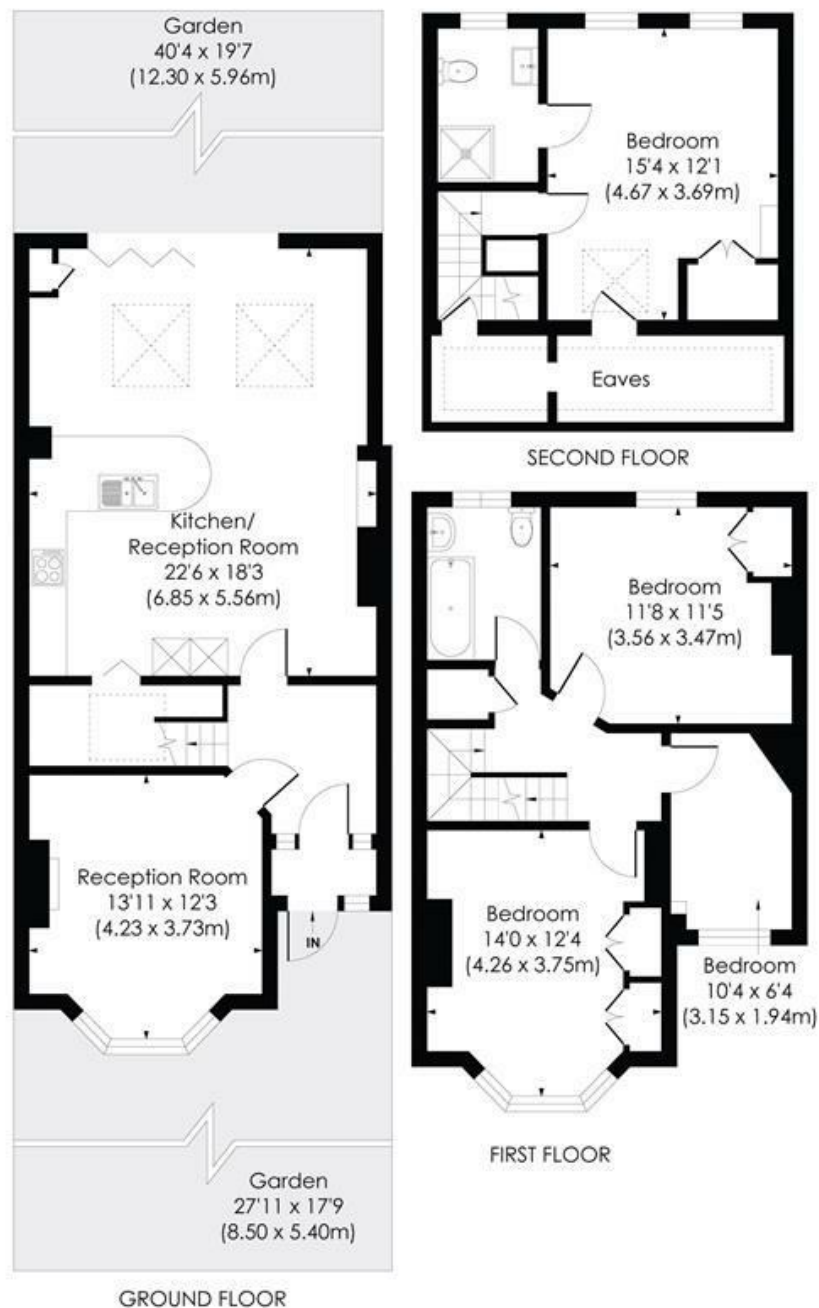 Garden
40'4 x 19'7
(12.30 x 5.96m)
Kitchen/
Reception Room
22'6 x 18'3
(6.85 x 5.56m)
Reception Room
13'11 x 12'3
(4.23 x 3.73m)
IN
Garden
27'11 x 17'9
(8.50 x 5.40m)
GROUND FLOOR
Bedroom
15'4 x 12'1
(4.67 x 3.69m)
Eaves
SECOND FLOOR
Bedroom
11'8 x 11'5
(3.56 x 3.47m)
Bedroom
14'0 x 12'4
(4.26 x 3.75m)
Bedroom
10'4 x 6'4
(3.15 x 1.94m)
FIRST FLOOR